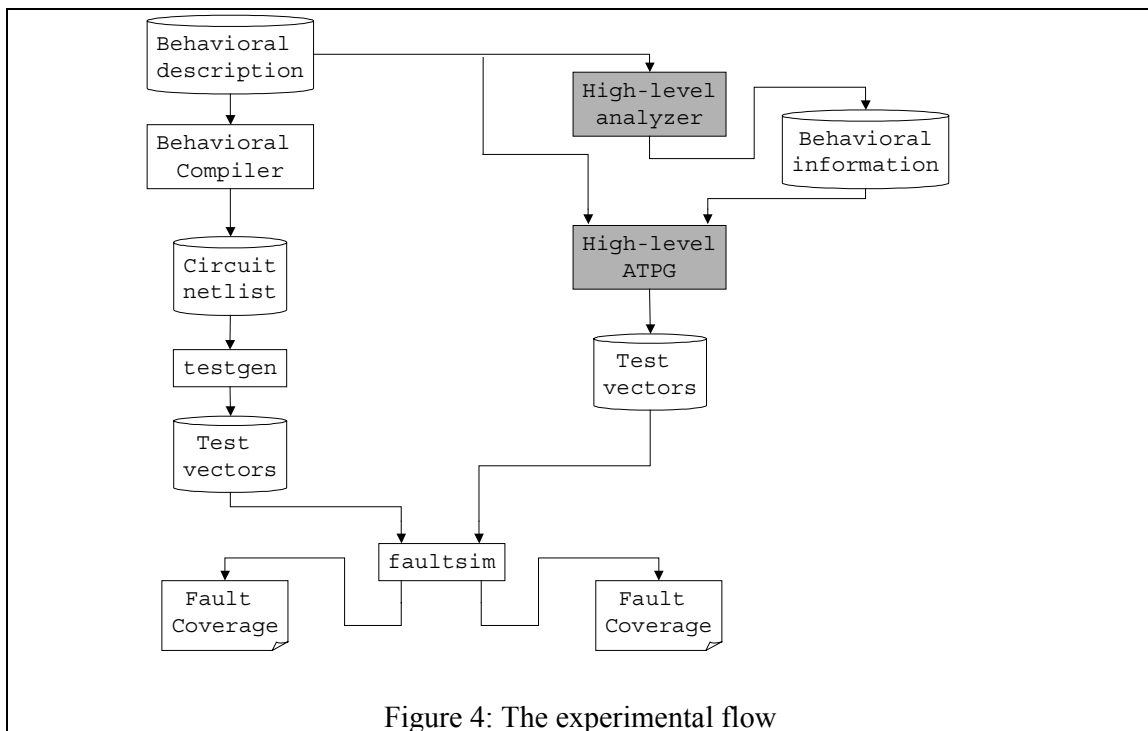 Behavioral
description
High-level
analyzer
Behavioral
Compiler
Behavioral
information
Circuit
netlist
High-level
ATPG
testgen
Test
vectors
Test
vectors
faultsim
Fault
Coverage
Fault
Coverage
Figure 4: The experimental flow